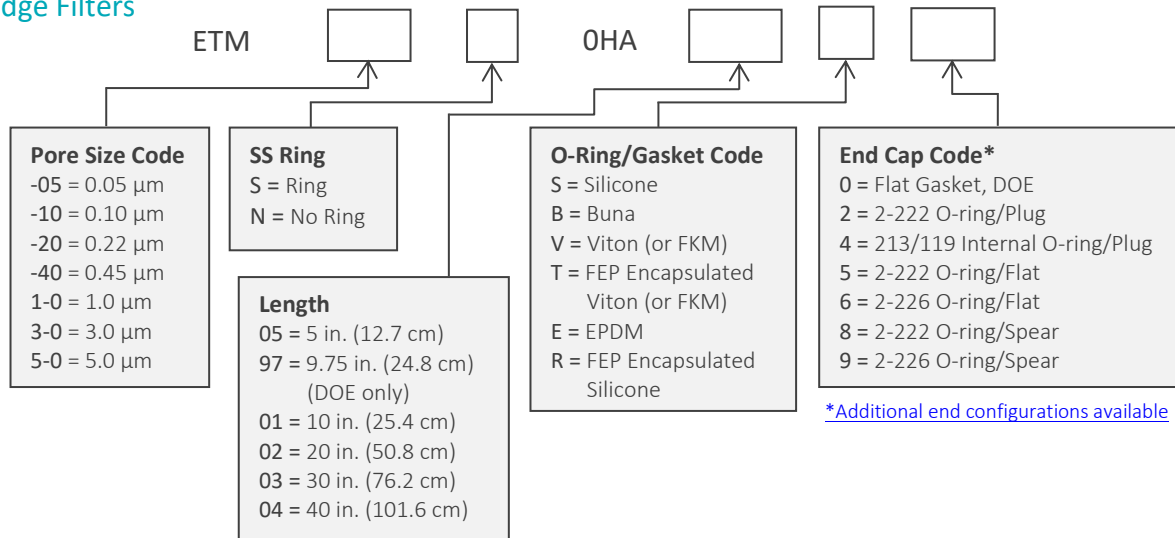 dge Filters
ETM 0HA
Pore Size Code
-05 = 0.05 µm
-10 = 0.10 µm
-20 = 0.22 µm
-40 = 0.45 µm
1-0 = 1.0 µm
3-0 = 3.0 µm
5-0 = 5.0 µm
SS Ring
S = Ring
N = No Ring
Length
05 = 5 in. (12.7 cm)
97 = 9.75 in. (24.8 cm)
(DOE only)
01 = 10 in. (25.4 cm)
02 = 20 in. (50.8 cm)
03 = 30 in. (76.2 cm)
04 = 40 in. (101.6 cm)
O-Ring/Gasket Code
S = Silicone
B = Buna
V = Viton (or FKM)
T = FEP Encapsulated
Viton (or FKM)
E = EPDM
R = FEP Encapsulated
Silicone
End Cap Code*
0 = Flat Gasket, DOE
2 = 2-222 O-ring/Plug
4 = 213/119 Internal O-ring/Plug
5 = 2-222 O-ring/Flat
6 = 2-226 O-ring/Flat
8 = 2-222 O-ring/Spear
9 = 2-226 O-ring/Spear
*Additional end configurations available